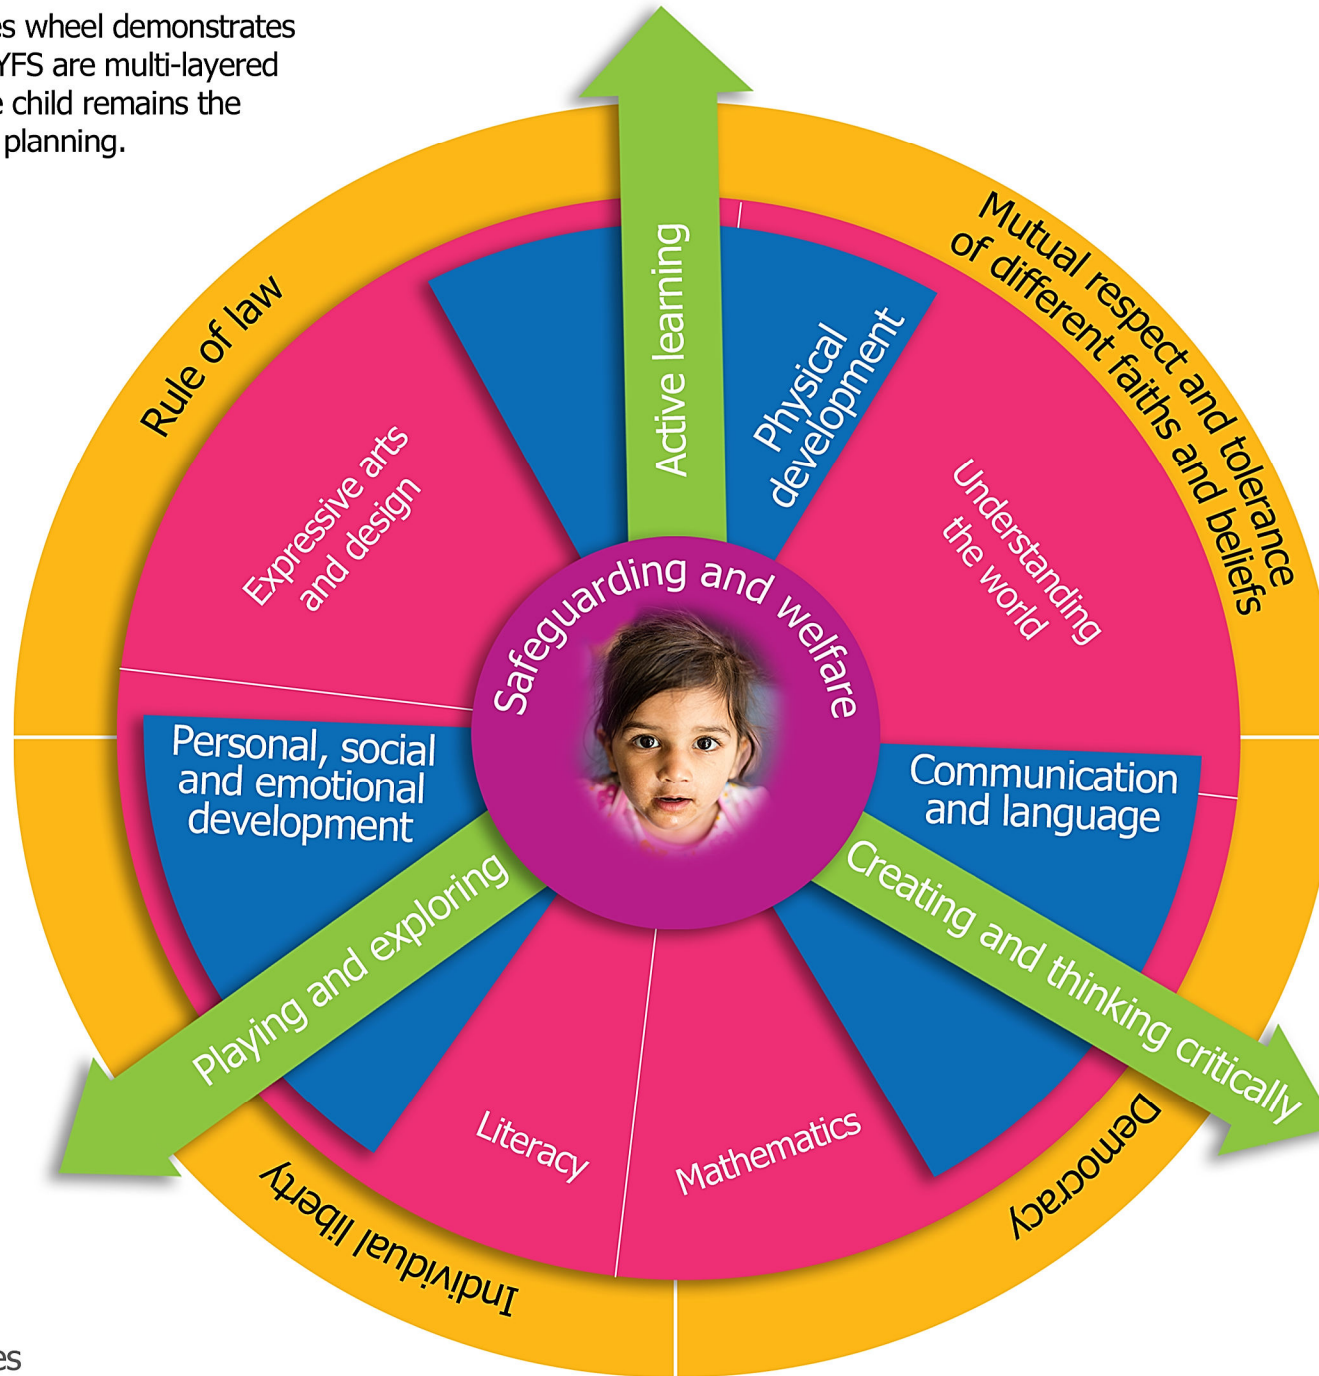 es wheel demonstrates
YFS are multi-layered
e child remains the
planning.
Rule of law
Mutual respect and tolerance
of different faiths and beliefs
Active learning
Physical
development
Expressive arts
and design
Understanding
the world
Safeguarding and welfare
Personal, social
and emotional
development
Communication
and language
Playing and exploring
Creating and thinking critically
Literacy
Mathematics
Individual liberty
Democracy
es